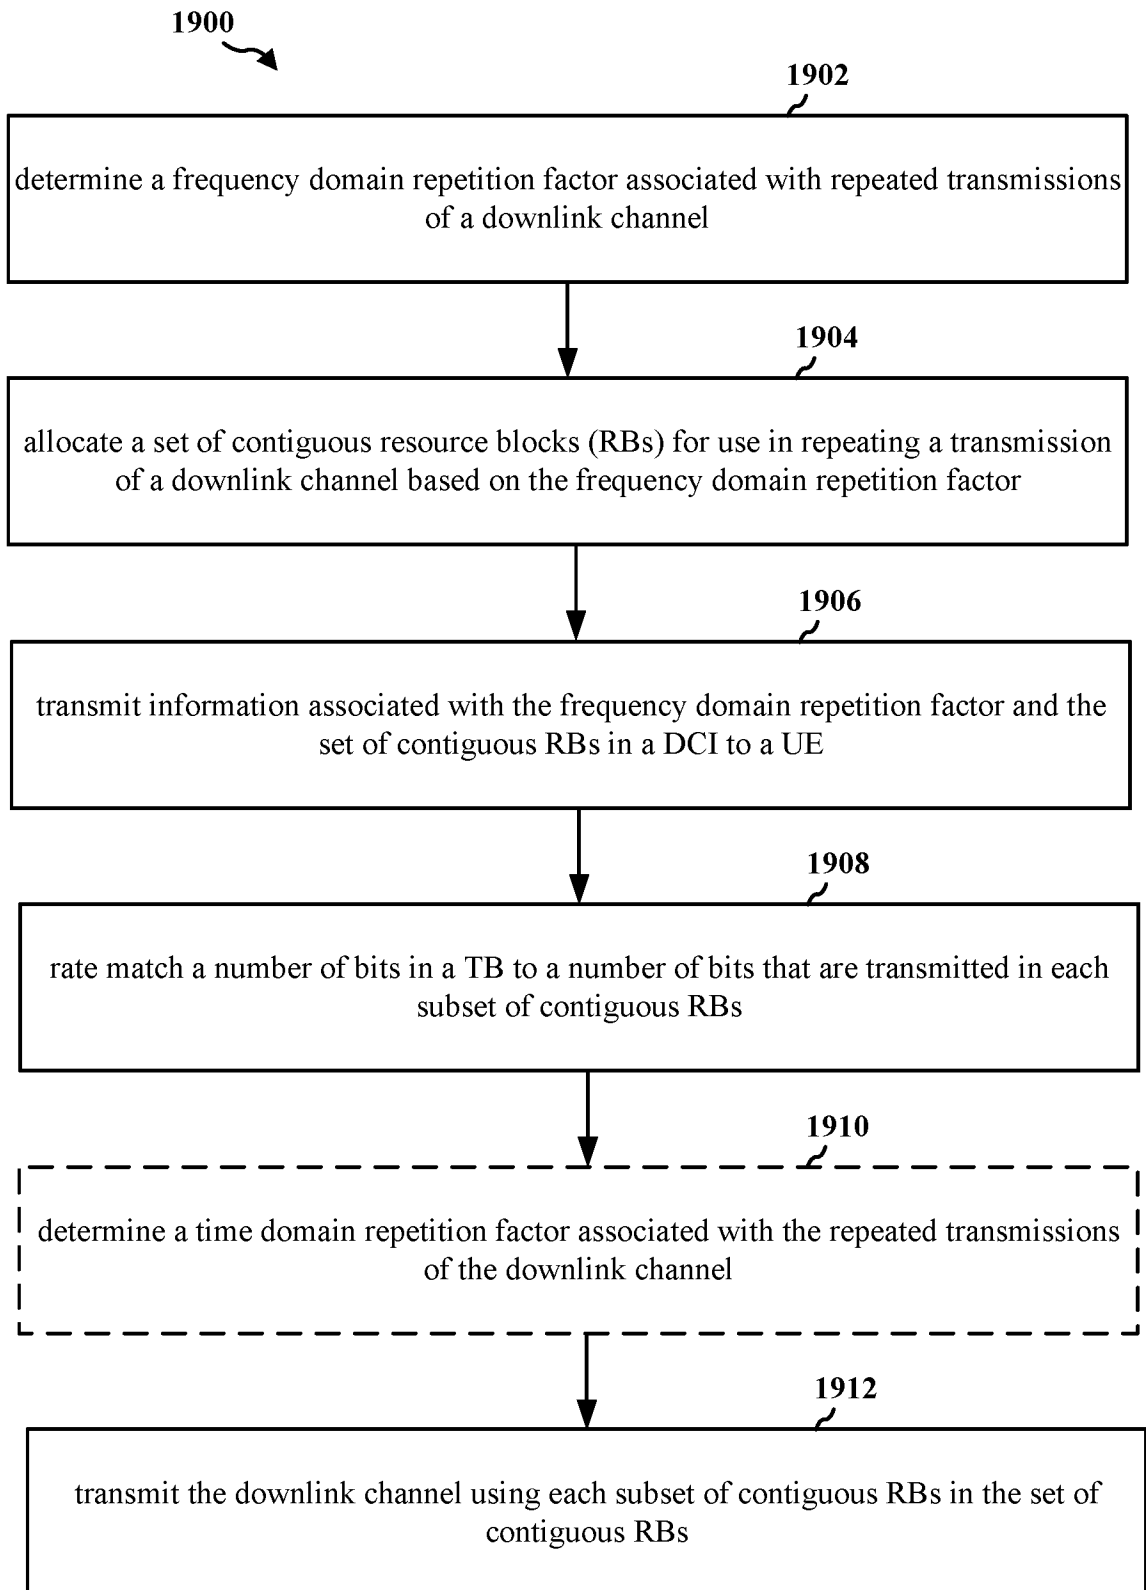 1900
1902
determine a frequency domain repetition factor associated with repeated transmissions
of a downlink channel
1904
allocate a set of contiguous resource blocks (RBs) for use in repeating a transmission
of a downlink channel based on the frequency domain repetition factor
1906
transmit information associated with the frequency domain repetition factor and the
set of contiguous RBs in a DCI to a UE
1908
rate match a number of bits in a TB to a number of bits that are transmitted in each
subset of contiguous RBs
1910
determine a time domain repetition factor associated with the repeated transmissions
of the downlink channel
1912
transmit the downlink channel using each subset of contiguous RBs in the set of
contiguous RBs